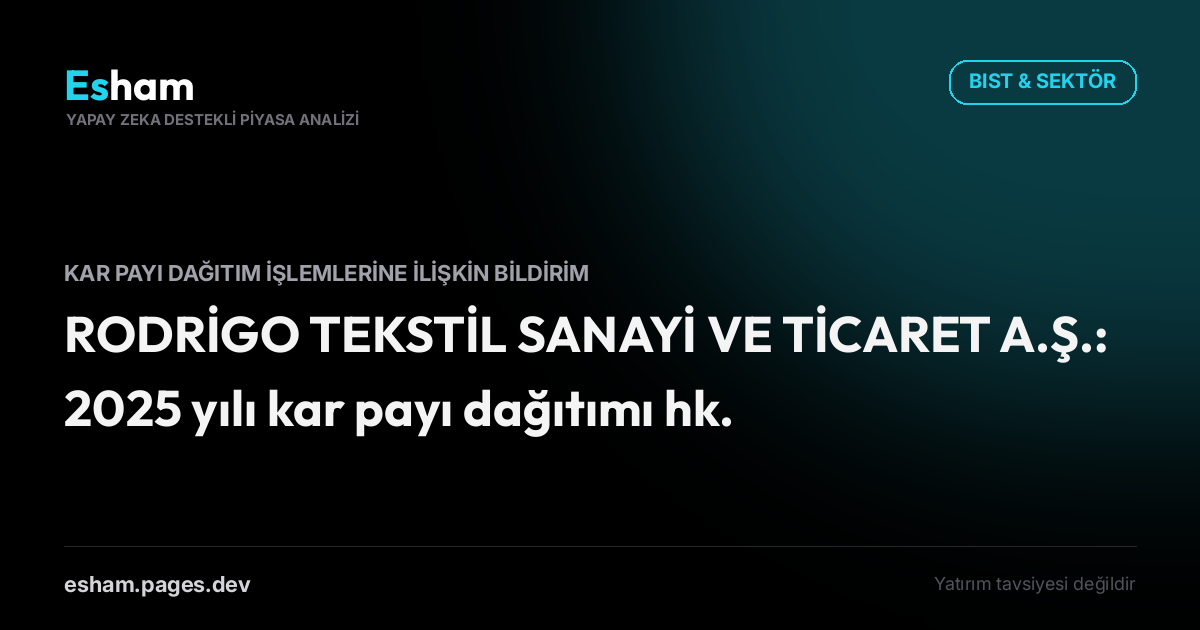 Esham
BIST & SEKTÖR
YAPAY ZEKA DESTEKLİ PİYASA ANALİZİ
KAR PAYI DAĞITIM İŞLEMLERİNE İLİŞKİN BİLDİRİM
RODRİGO TEKSTİL SANAYİ VE TİCARET A.Ş.:
2025 yılı kar payı dağıtımı hk.
esham.pages.dev
Yatırım tavsiyesi değildir